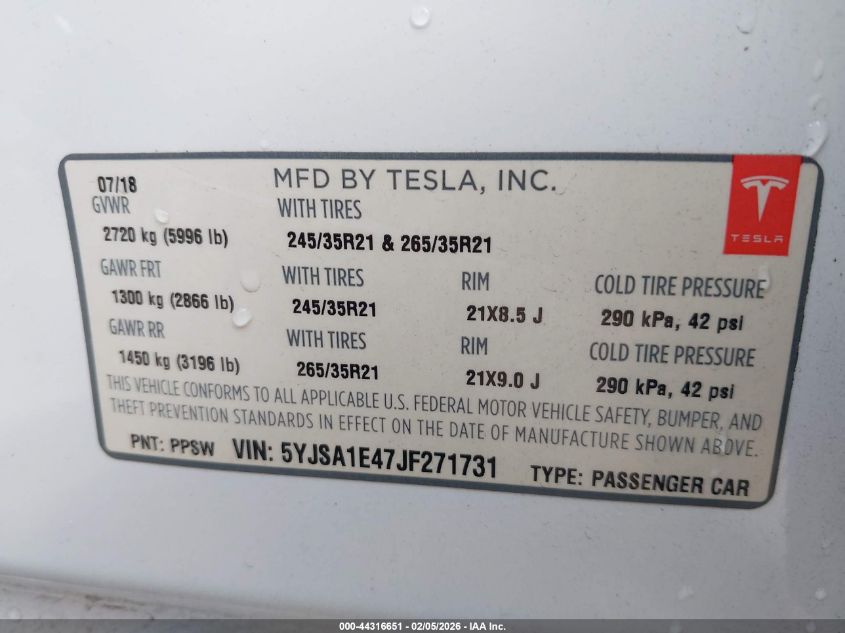 07/18 MFD BY TESLA, INC.
TESLA
GVWR WITH TIRES
2720 kg (5996 lb) 245/35R21 & 265/35R21
GAWR FRT WITH TIRES RIM COLD TIRE PRESSURE
1300 kg (2866 lb) 245/35R21 21X8.5 J 290 kPa, 42 psi
GAWR RR WITH TIRES RIM COLD TIRE PRESSURE
1450 kg (3196 lb) 265/35R21 21X9.0 J 290 kPa, 42 psi
THIS VEHICLE CONFORMS TO ALL APPLICABLE U.S. FEDERAL MOTOR VEHICLE SAFETY, BUMPER, AND
THEFT PREVENTION STANDARDS IN EFFECT ON THE DATE OF MANUFACTURE SHOWN ABOVE.
PNT: PPSW VIN: 5YJSA1E47JF271731 TYPE: PASSENGER CAR
000-44316651 - 02/05/2026 - IAA Inc.